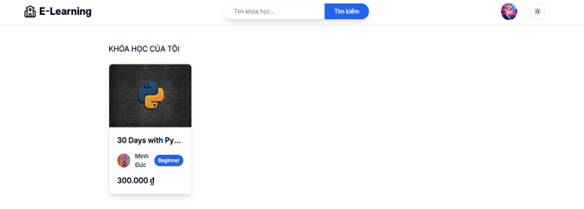 E-Learning
Tìm khóa học...
Tìm kiếm
KHÓA HỌC CỦA TÔI
30 Days with Py...
Minh
Đức
Beginner
300.000 ₫